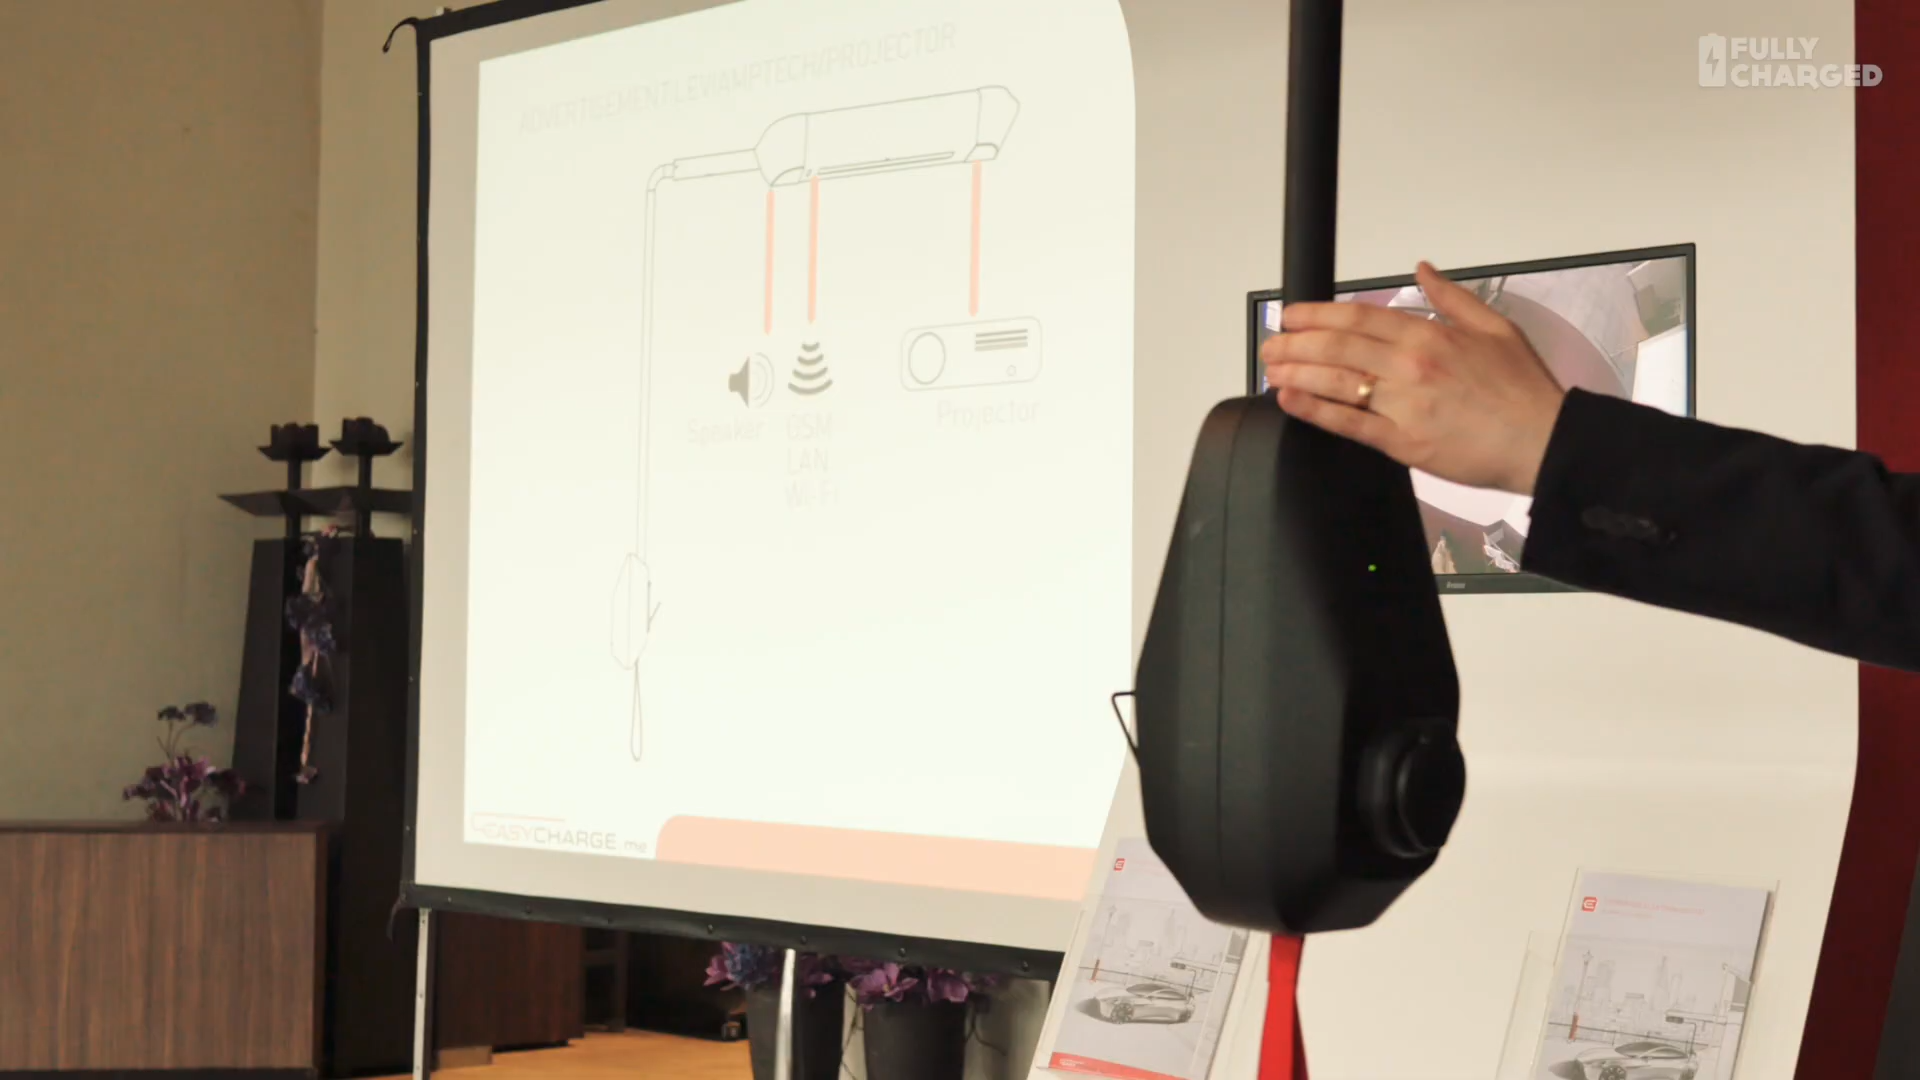 FULLY
CHARGED
ADVERTISEMENT LEVIAMPTECH/PROJECTOR
Speaker
GSM
LAN
Wi-Fi
Projector
EASYCHARGE.me